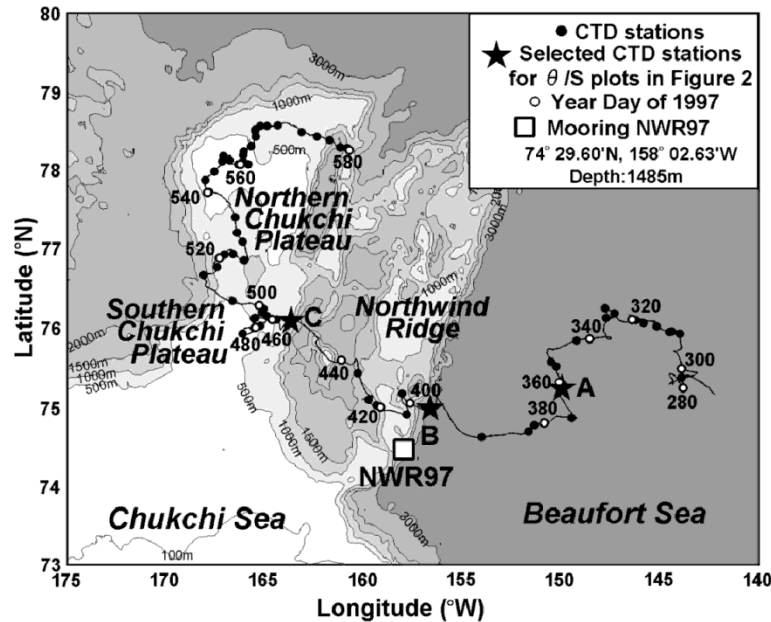 80
79
78
77
76
75
74
73
Latitude (°N)
175
170
165
160
155
150
145
140
Longitude (°W)
CTD stations
Selected CTD stations
for θ /S plots in Figure 2
Year Day of 1997
Mooring NWR97
74° 29.60'N, 158° 02.63'W
Depth:1485m
3000m
1000m
500m
580
560
540
Northern
Chukchi
Plateau
520
500
Southern
Chukchi
Plateau
480
460
C
440
420
400
B
NWR97
Northwind
Ridge
1000m
3000m
2000m
1500m
1000m
500m
500m
1000m
1500m
3000m
100m
320
340
300
280
360
A
380
Chukchi Sea
Beaufort Sea